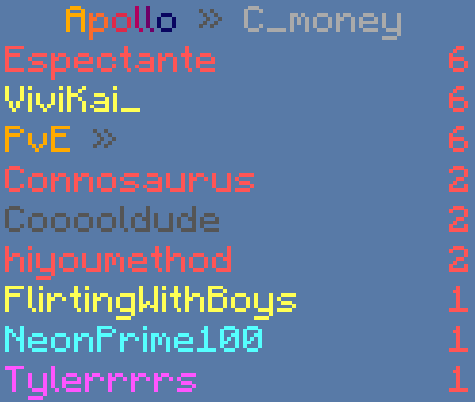 Apollo » C_money
Espectante 6
ViviKai_ 6
PvE » 6
Connosaurus 2
Cooooldude 2
hiyoumethod 2
FlirtingWithBoys 1
NeonPrime100 1
Tylerrrrs 1